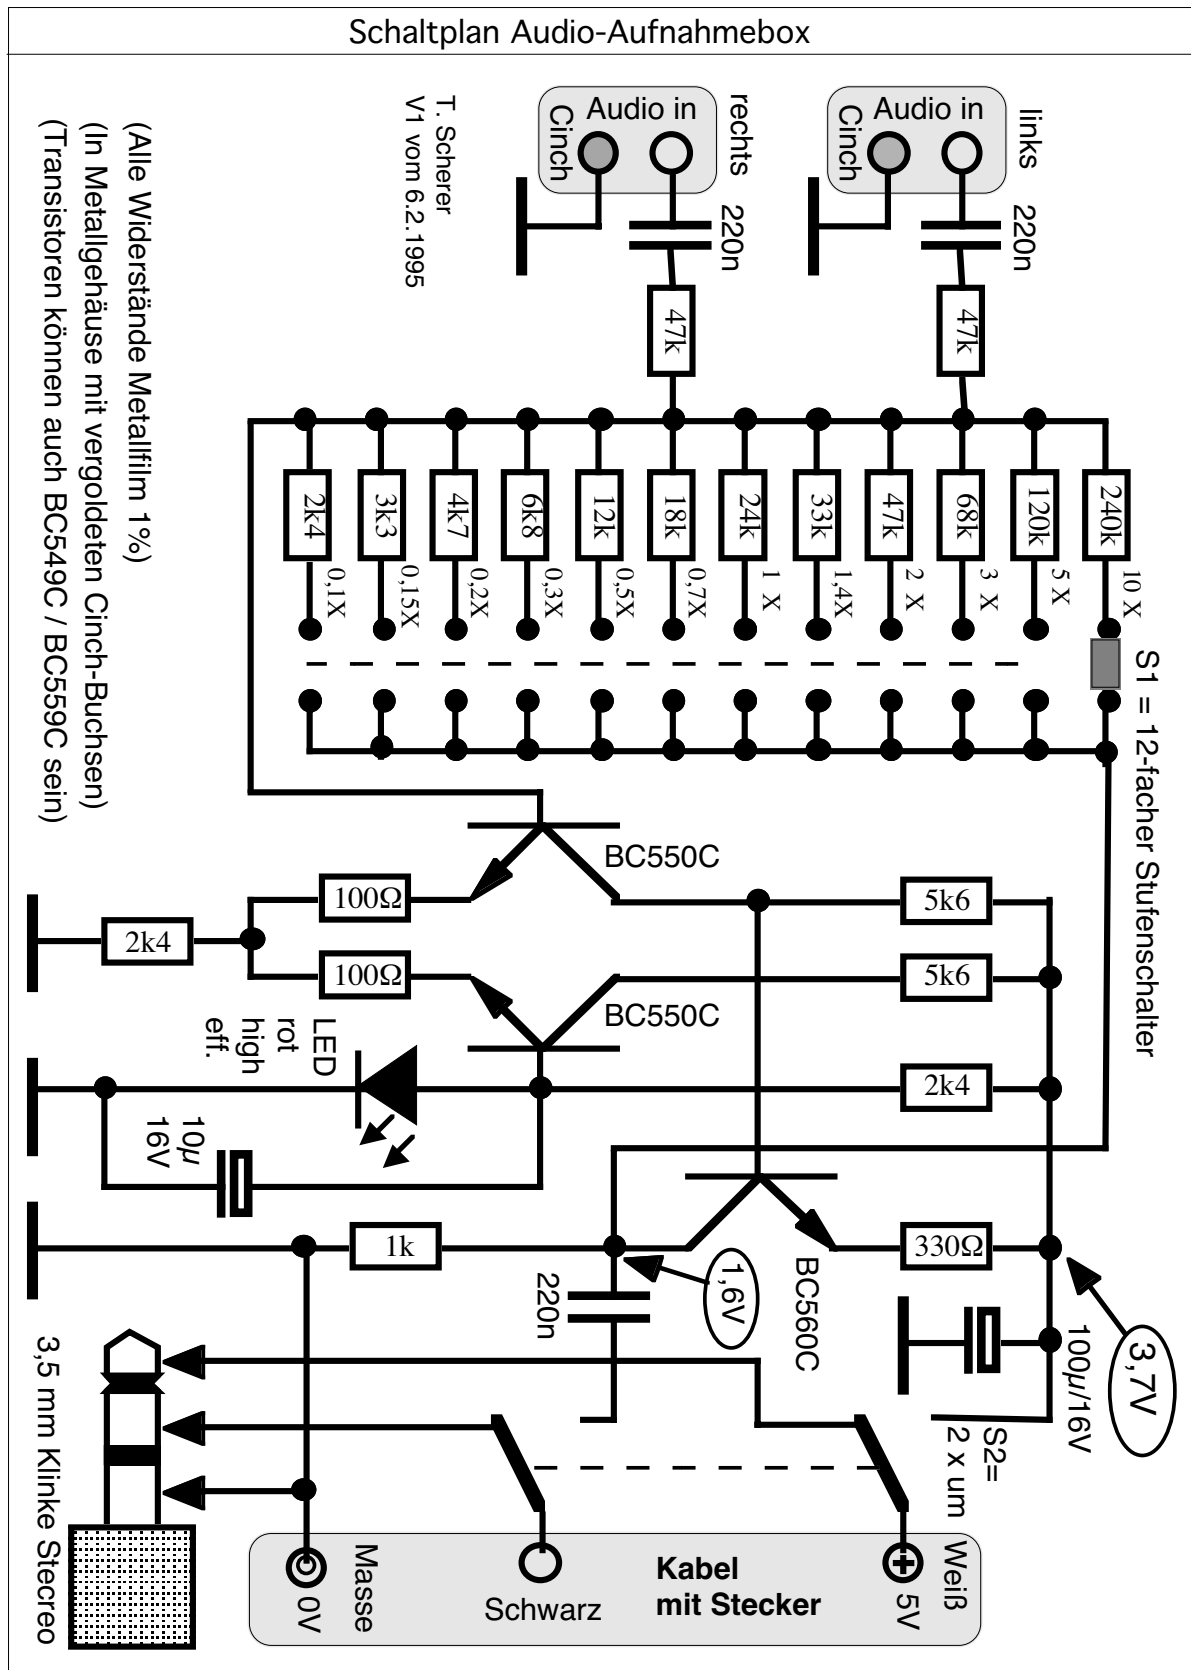 Schaltplan Audio-Aufnahmebox
links
Audio in
Cinch
rechts
Audio in
Cinch
T. Scherer
V1 vom 6.2.1995
(Alle Widerstände Metallfilm 1%)
(In Metallgehäuse mit vergoldeten Cinch-Buchsen)
(Transistoren können auch BC549C / BC559C sein)
220n
220n
47k
47k
2k4
3k3
4k7
6k8
12k
18k
24k
33k
47k
68k
120k
240k
0,1X
0,15X
0,2X
0,3X
0,5X
0,7X
1 X
1,4X
2 X
3 X
5 X
10 X
S1 = 12-facher Stufenschalter
BC550C
100Ω
5k6
2k4
100Ω
5k6
BC550C
LED
rot
high
eff.
2k4
10µ
16V
1k
330Ω
BC560C
1,6V
220n
3,7V
100µ/16V
S2=
2 x um
3,5 mm Klinke Stecreo
Masse
0V
Schwarz
Kabel
mit Stecker
Weiß
5V